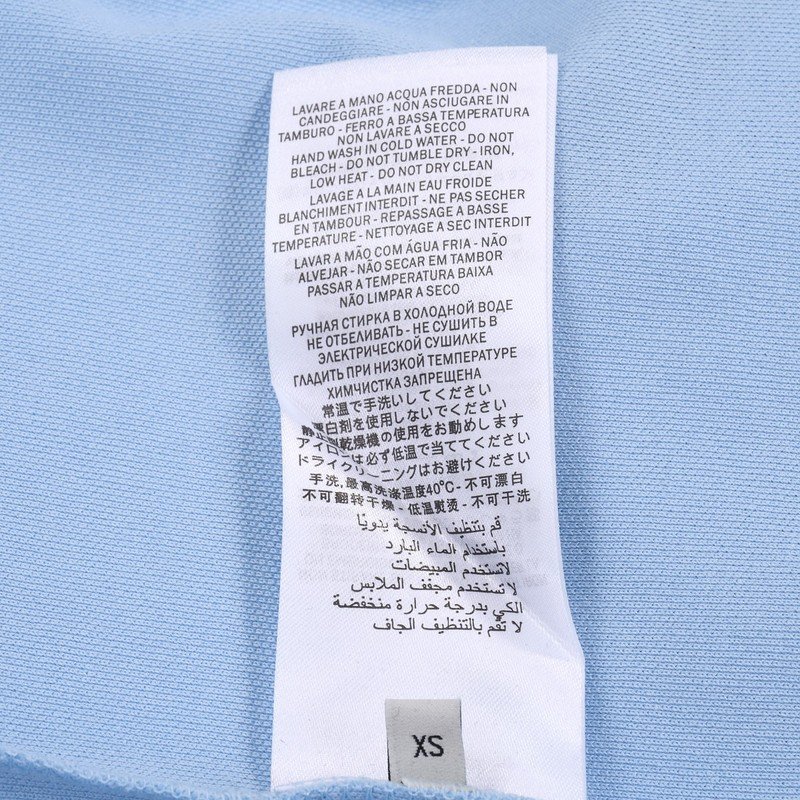 LAVARE A MANO ACQUA FREDDA - NON
CANDEGGIARE - NON ASCIUGARE IN
TAMBURO - FERRO A BASSA TEMPERATURA
NON LAVARE A SECCO
HAND WASH IN COLD WATER - DO NOT
BLEACH - DO NOT TUMBLE DRY - IRON,
LOW HEAT - DO NOT DRY CLEAN
LAVAGE A LA MAIN EAU FROIDE
BLANCHIMENT INTERDIT - NE PAS SECHER
EN TAMBOUR - REPASSAGE A BASSE
TEMPERATURE - NETTOYAGE A SEC INTERDIT
LAVAR A MÃO COM ÁGUA FRIA - NÃO
ALVEJAR - NÃO SECAR EM TAMBOR
PASSAR A TEMPERATURA BAIXA
NÃO LIMPAR A SECO
РУЧНАЯ СТИРКА В ХОЛОДНОЙ ВОДЕ
НЕ ОТБЕЛИВАТЬ - НЕ СУШИТЬ В
ЭЛЕКТРИЧЕСКОЙ СУШИЛКЕ
ГЛАДИТЬ ПРИ НИЗКОЙ ТЕМПЕРАТУРЕ
ХИМЧИСТКА ЗАПРЕЩЕНА
常温で手洗いしてください
漂白剤を使用しないでください
乾燥機の使用をお勧めします
アイロンは必ず低温で当ててください
ドライクリーニングはお避けください
手洗,最高洗涤温度40°C - 不可漂白
不可翻转干燥 - 低温熨烫 - 不可干洗
قم بتنظيف الأنسجة يدويًا
باستخدام الماء البارد
لاتستخدم المبيضات
لا تستخدم مجفف الملابس
الكي بدرجة حرارة منخفضة
لا تقم بالتنظيف الجاف
XS